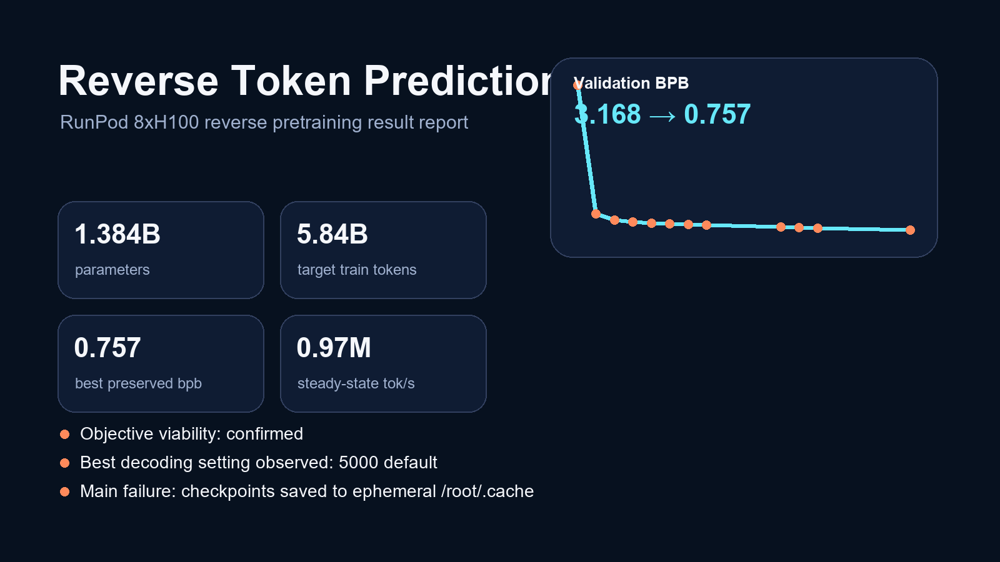 Reverse Token Prediction
RunPod 8xH100 reverse pretraining result report
Validation BPB
3.168 → 0.757
1.384B
parameters
5.84B
target train tokens
0.757
best preserved bpb
0.97M
steady-state tok/s
Objective viability: confirmed
Best decoding setting observed: 5000 default
Main failure: checkpoints saved to ephemeral /root/.cache